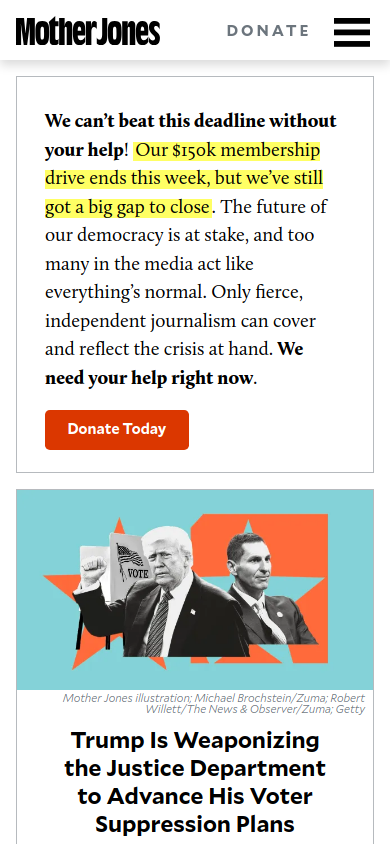 Mother Jones
DONATE
We can't beat this deadline without
your help! Our $150k membership
drive ends this week, but we've still
got a big gap to close. The future of
our democracy is at stake, and too
many in the media act like
everything's normal. Only fierce,
independent journalism can cover
and reflect the crisis at hand. We
need your help right now.
Donate Today
VOTE
Mother Jones illustration; Michael Brochstein/Zuma; Robert
Willett/The News & Observer/Zuma; Getty
Trump Is Weaponizing
the Justice Department
to Advance His Voter
Suppression Plans